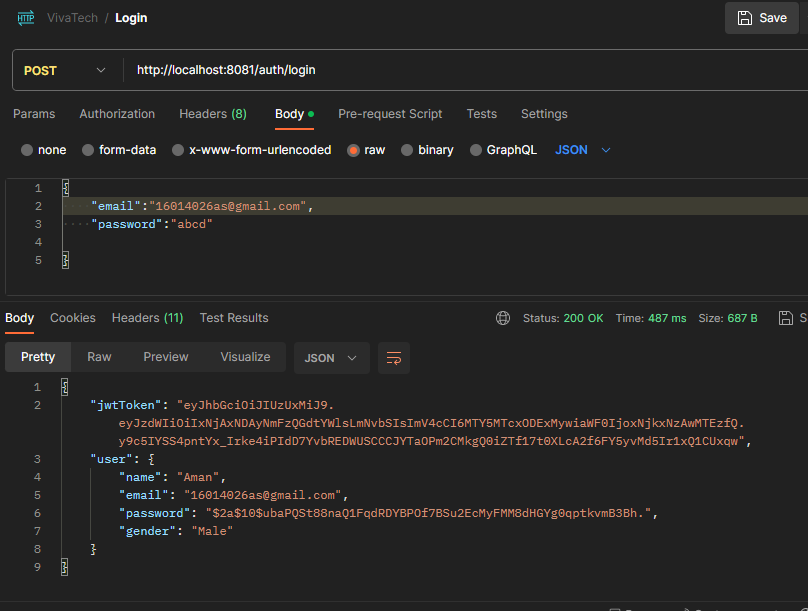 HTTP VivaTech / Login Save
POST http://localhost:8081/auth/login
Params Authorization Headers (8) Body Pre-request Script Tests Settings
none form-data x-www-form-urlencoded raw binary GraphQL JSON
1 {
2 "email":"16014026as@gmail.com",
3 "password":"abcd"
4
5 }
Body Cookies Headers (11) Test Results Status: 200 OK Time: 487 ms Size: 687 B S
Pretty Raw Preview Visualize JSON
1 {
2 "jwtToken": "eyJhbGciOiJIUzUxMiJ9.
eyJzdWIiOiIxNjAxNDAyNmFzQGdtYWlsLmNvbSIsImV4cCI6MTY5MTcxODExMywiaWF0IjoxNjkxNzAwMTEzfQ.
y9c5IYSS4pntYx_Irke4iPIdD7YvbREDWUSCCCJYTaOPm2CMkgQ0iZTf17t0XLcA2f6FY5yvMd5Ir1xQ1CUxqw",
3 "user": {
4 "name": "Aman",
5 "email": "16014026as@gmail.com",
6 "password": "$2a$10$ubaPQSt88naQ1FqdRDYBPOf7BSu2EcMyFMM8dHGYg0qptkvmB3Bh.",
7 "gender": "Male"
8 }
9 }